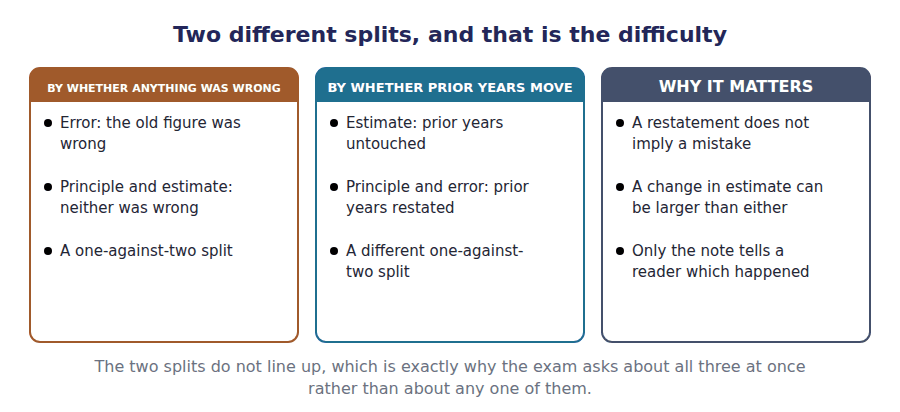 Two different splits, and that is the difficulty
BY WHETHER ANYTHING WAS WRONG
Error: the old figure was
wrong
Principle and estimate:
neither was wrong
A one-against-two split
BY WHETHER PRIOR YEARS MOVE
Estimate: prior years
untouched
Principle and error: prior
years restated
A different one-against-
two split
WHY IT MATTERS
A restatement does not
imply a mistake
A change in estimate can
be larger than either
Only the note tells a
reader which happened
The two splits do not line up, which is exactly why the exam asks about all three at once
rather than about any one of them.